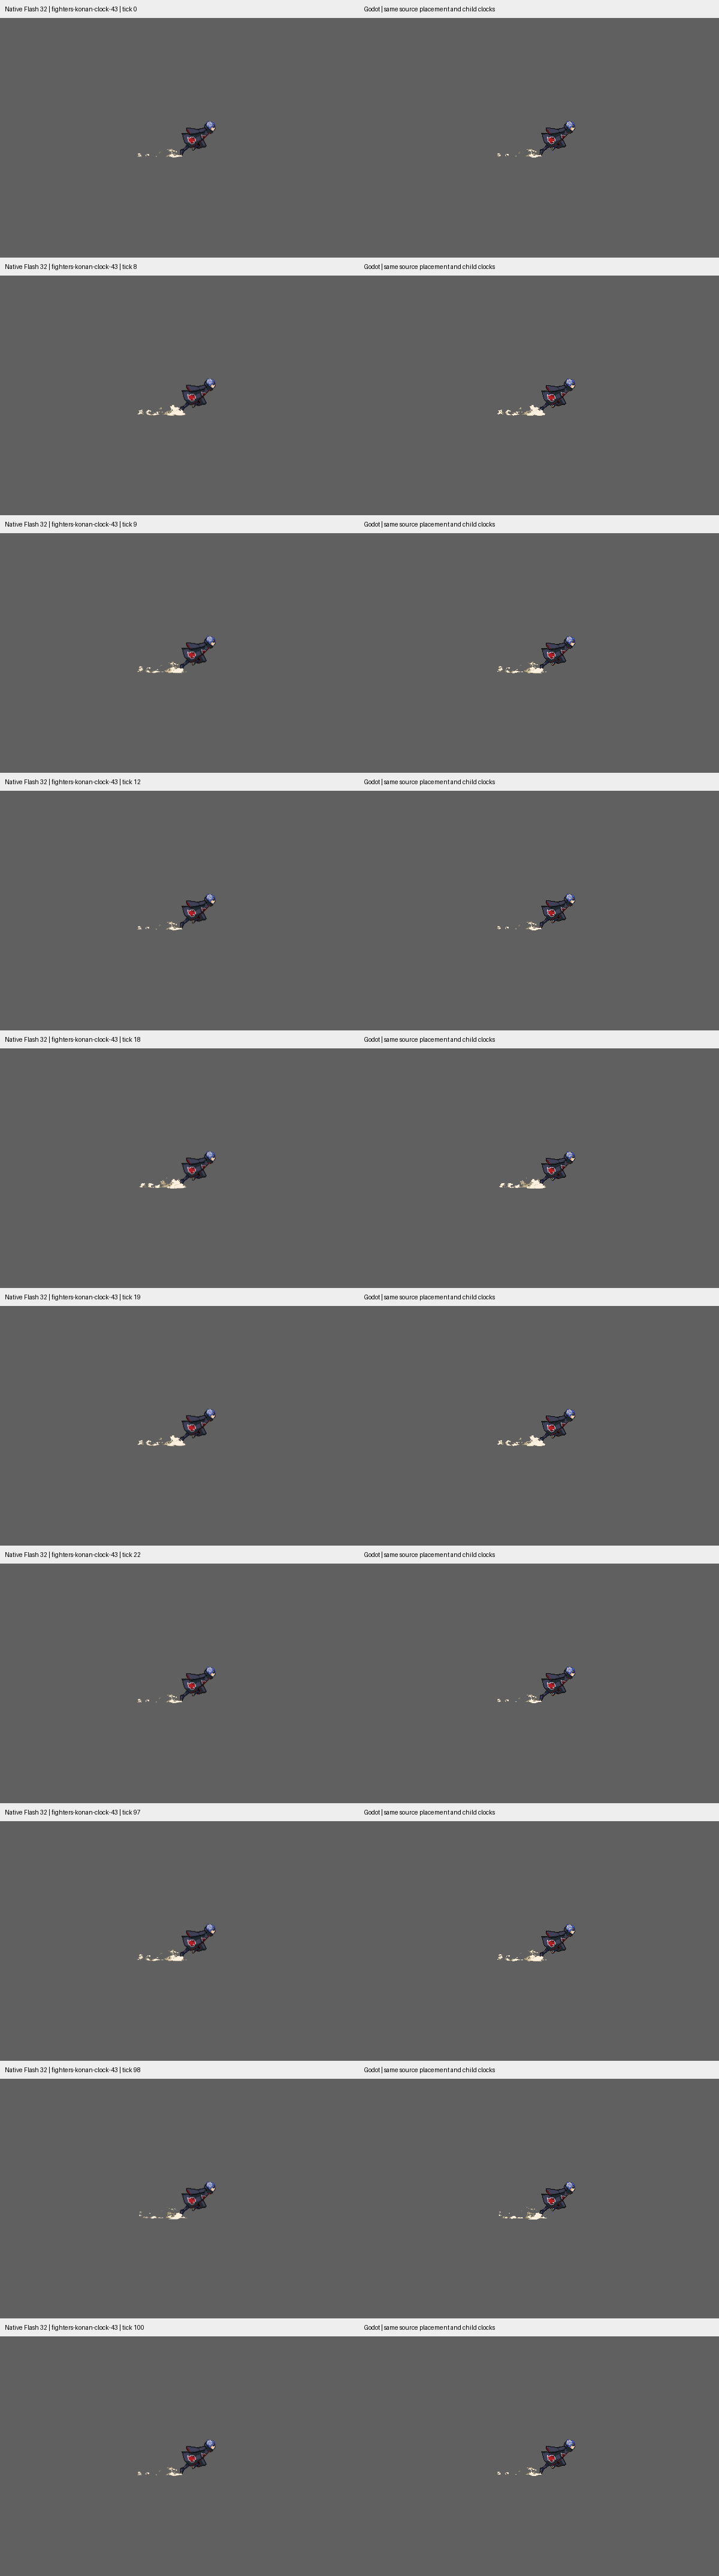 Native Flash 32 | fighters-konan-clock-43 | tick 0
Godot | same source placement and child clocks
Native Flash 32 | fighters-konan-clock-43 | tick 8
Godot | same source placement and child clocks
Native Flash 32 | fighters-konan-clock-43 | tick 9
Godot | same source placement and child clocks
Native Flash 32 | fighters-konan-clock-43 | tick 12
Godot | same source placement and child clocks
Native Flash 32 | fighters-konan-clock-43 | tick 18
Godot | same source placement and child clocks
Native Flash 32 | fighters-konan-clock-43 | tick 19
Godot | same source placement and child clocks
Native Flash 32 | fighters-konan-clock-43 | tick 22
Godot | same source placement and child clocks
Native Flash 32 | fighters-konan-clock-43 | tick 97
Godot | same source placement and child clocks
Native Flash 32 | fighters-konan-clock-43 | tick 98
Godot | same source placement and child clocks
Native Flash 32 | fighters-konan-clock-43 | tick 100
Godot | same source placement and child clocks